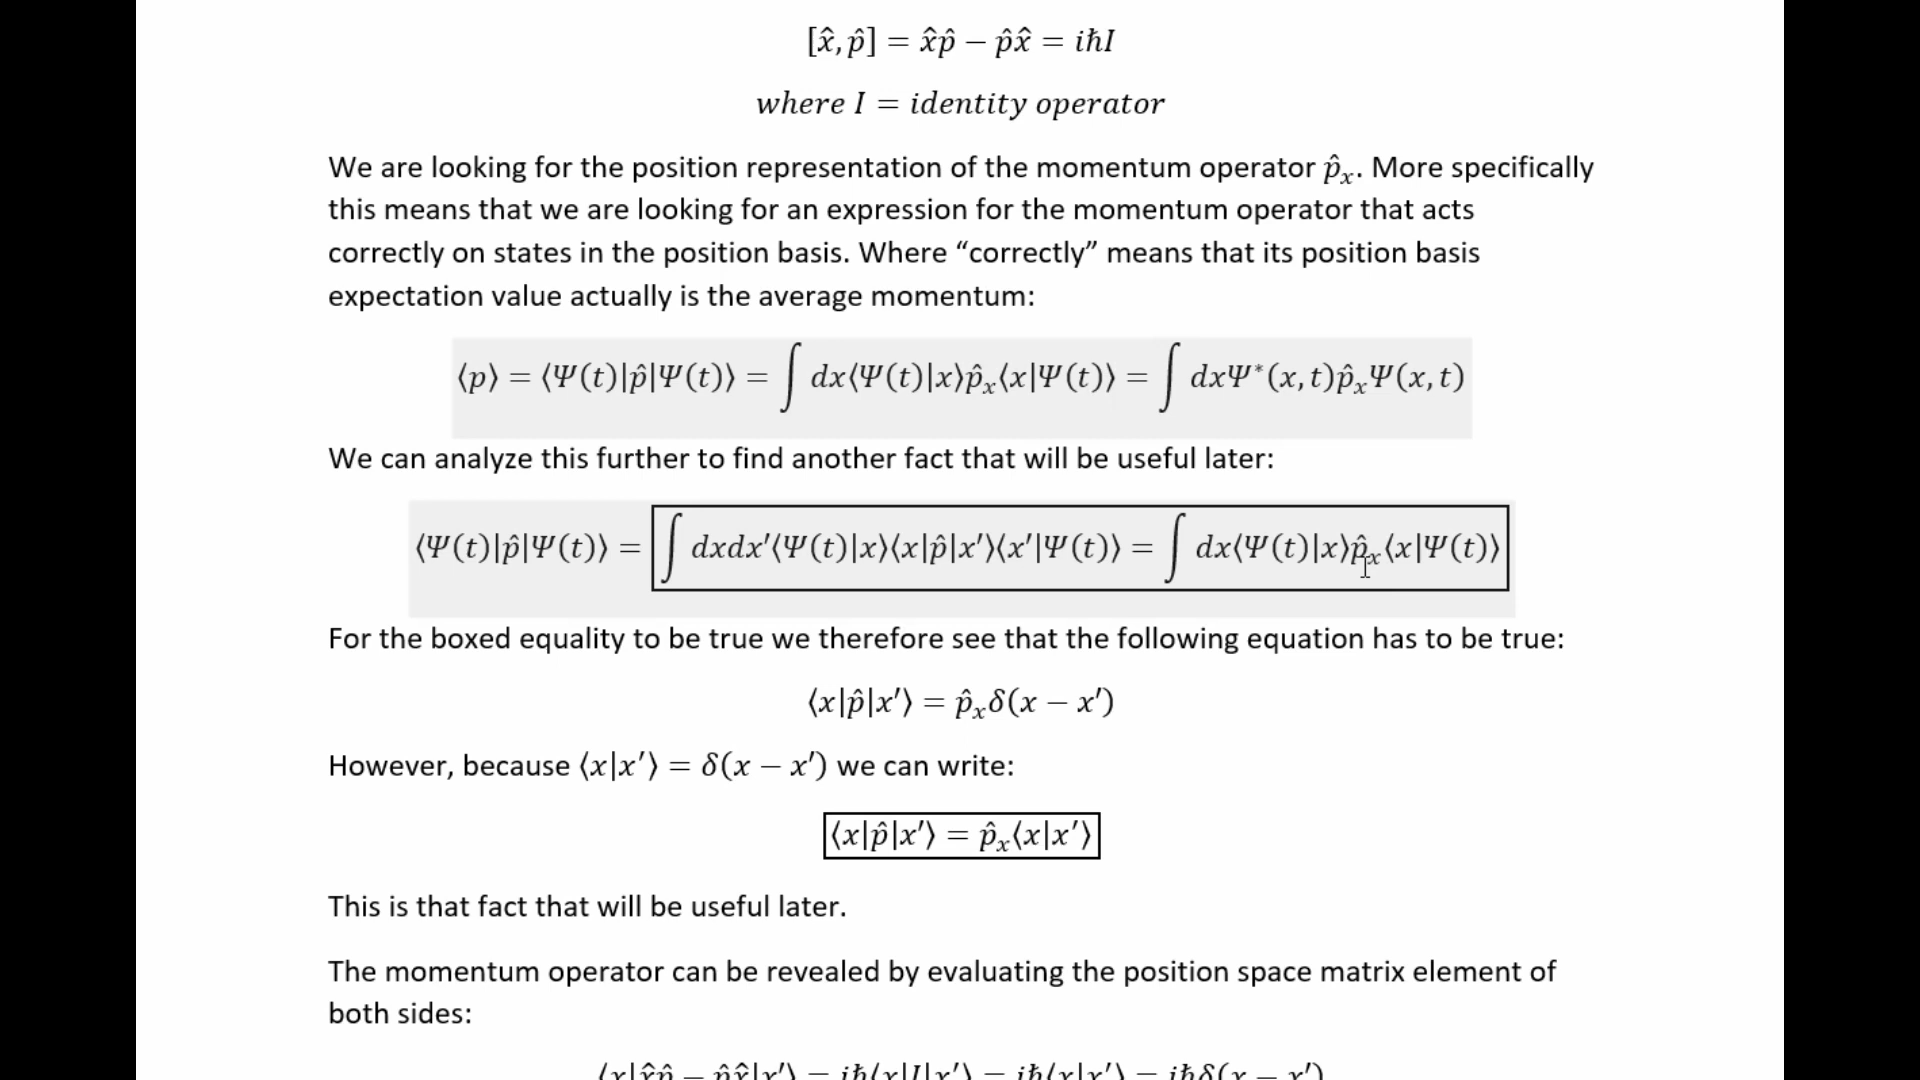 [x̂, p̂] = x̂p̂ − p̂x̂ = iℏI
where I = identity operator
We are looking for the position representation of the momentum operator p̂ₓ. More specifically
this means that we are looking for an expression for the momentum operator that acts
correctly on states in the position basis. Where “correctly” means that its position basis
expectation value actually is the average momentum:
⟨p⟩ = ⟨Ψ(t)|p̂|Ψ(t)⟩ = ∫ dx⟨Ψ(t)|x⟩p̂ₓ⟨x|Ψ(t)⟩ = ∫ dxΨ*(x, t)p̂ₓΨ(x, t)
We can analyze this further to find another fact that will be useful later:
⟨Ψ(t)|p̂|Ψ(t)⟩ = ∫ dxdx′⟨Ψ(t)|x⟩⟨x|p̂|x′⟩⟨x′|Ψ(t)⟩ = ∫ dx⟨Ψ(t)|x⟩p̂ₓ⟨x|Ψ(t)⟩
For the boxed equality to be true we therefore see that the following equation has to be true:
⟨x|p̂|x′⟩ = p̂ₓδ(x − x′)
However, because ⟨x|x′⟩ = δ(x − x′) we can write:
⟨x|p̂|x′⟩ = p̂ₓ⟨x|x′⟩
This is that fact that will be useful later.
The momentum operator can be revealed by evaluating the position space matrix element of
both sides:
⟨x|x̂p̂ − p̂x̂|x′⟩ = iℏ⟨x|I|x′⟩ = iℏ⟨x|x′⟩ = iℏδ(x − x′)